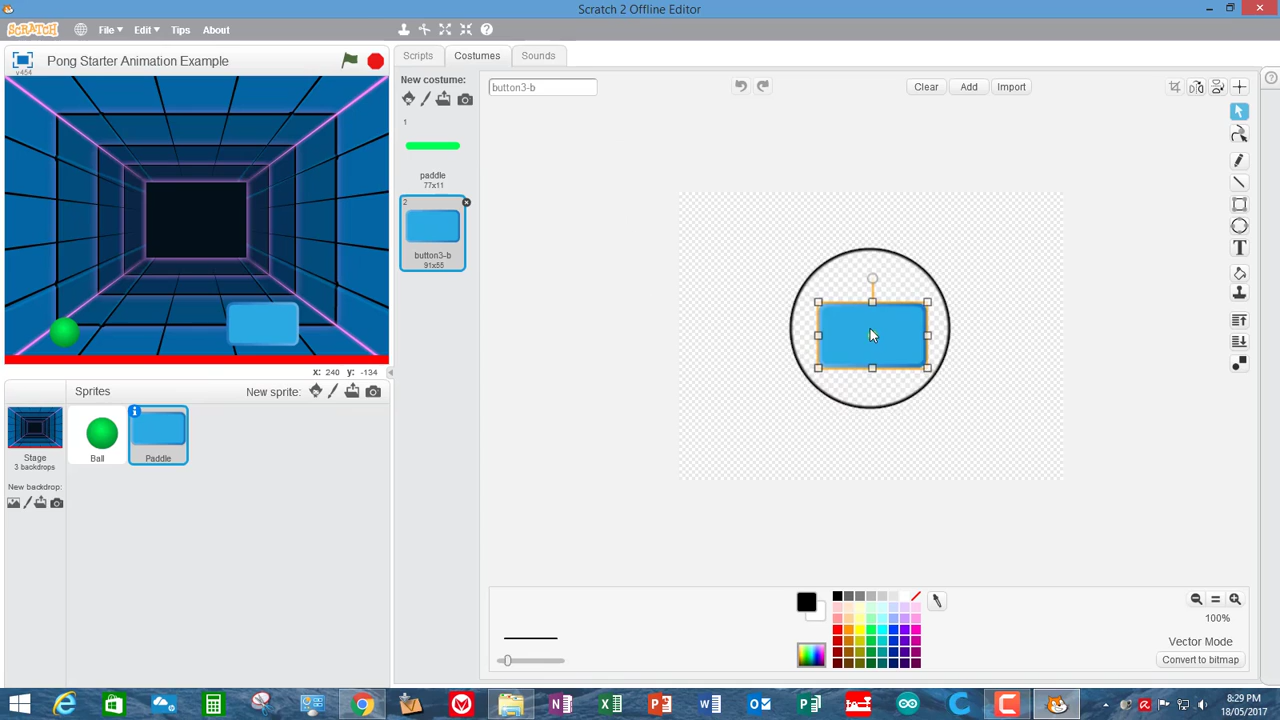 Scratch 2 Offline Editor
SCRATCH
File Edit Tips About
Pong Starter Animation Example
v454
Scripts Costumes Sounds
New costume:
button3-b
Clear Add Import
1
paddle
77x11
2
button3-b
91x55
x: 240 y: -134
Sprites New sprite:
Stage
3 backdrops
New backdrop:
Ball
Paddle
T
100%
Vector Mode
Convert to bitmap
8:29 PM
18/05/2017